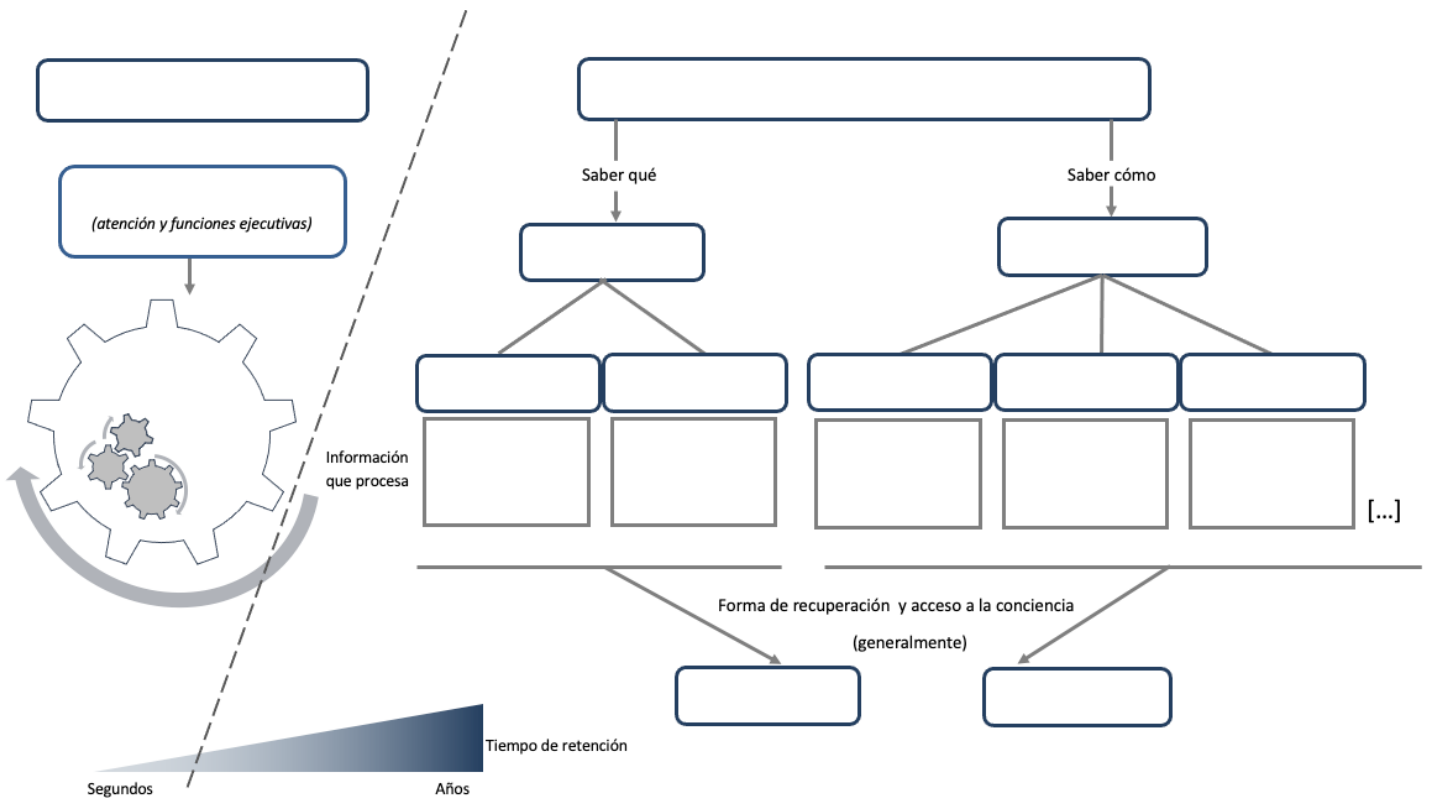 Saber qué
Saber cómo
(atención y funciones ejecutivas)
Información
que procesa
[...]
Forma de recuperación y acceso a la conciencia
(generalmente)
Tiempo de retención
Segundos
Años